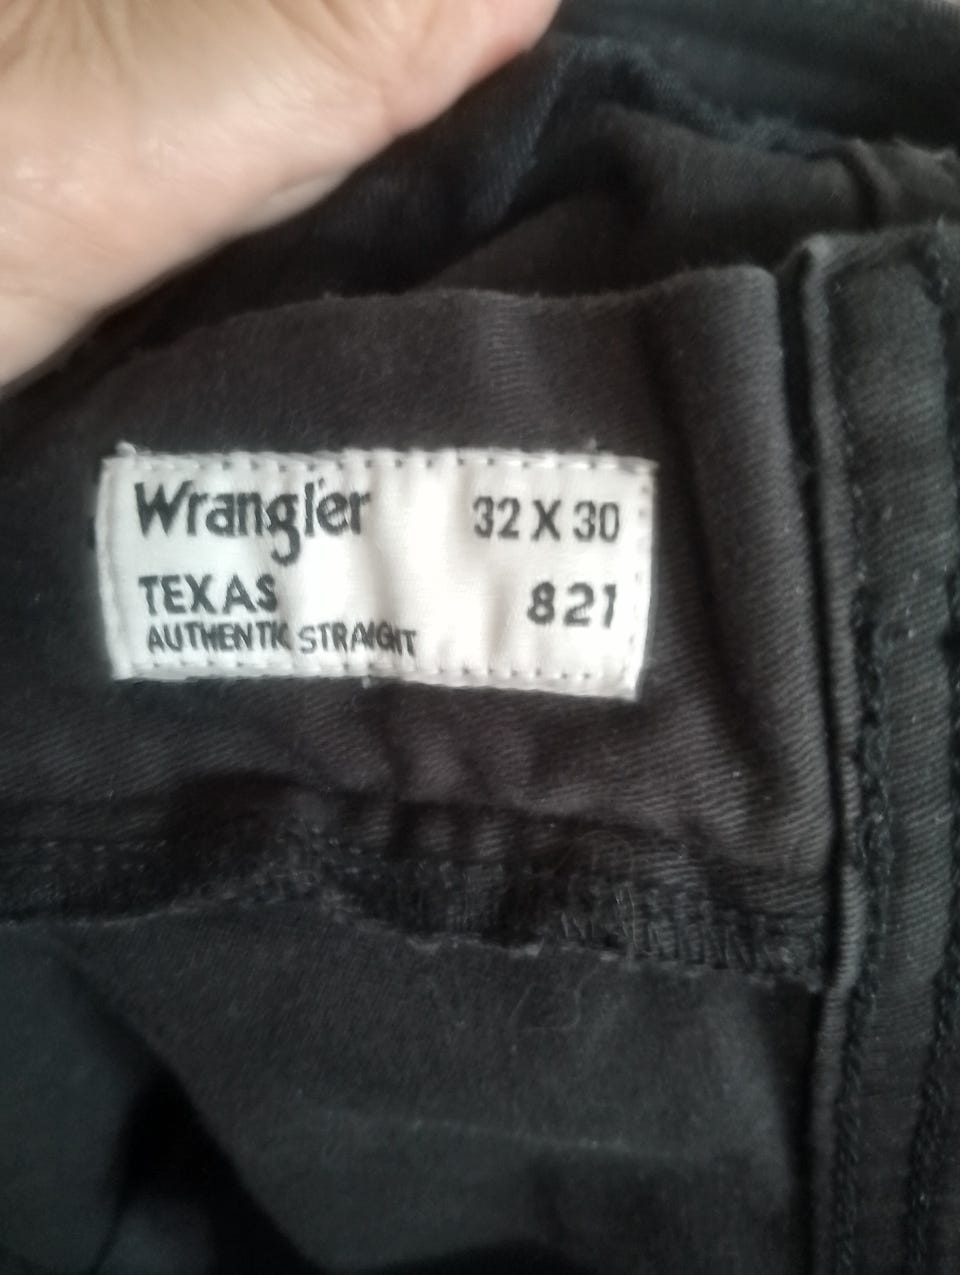 Wrangler 32 X 30
TEXAS 821
AUTHENTIC STRAIGHT